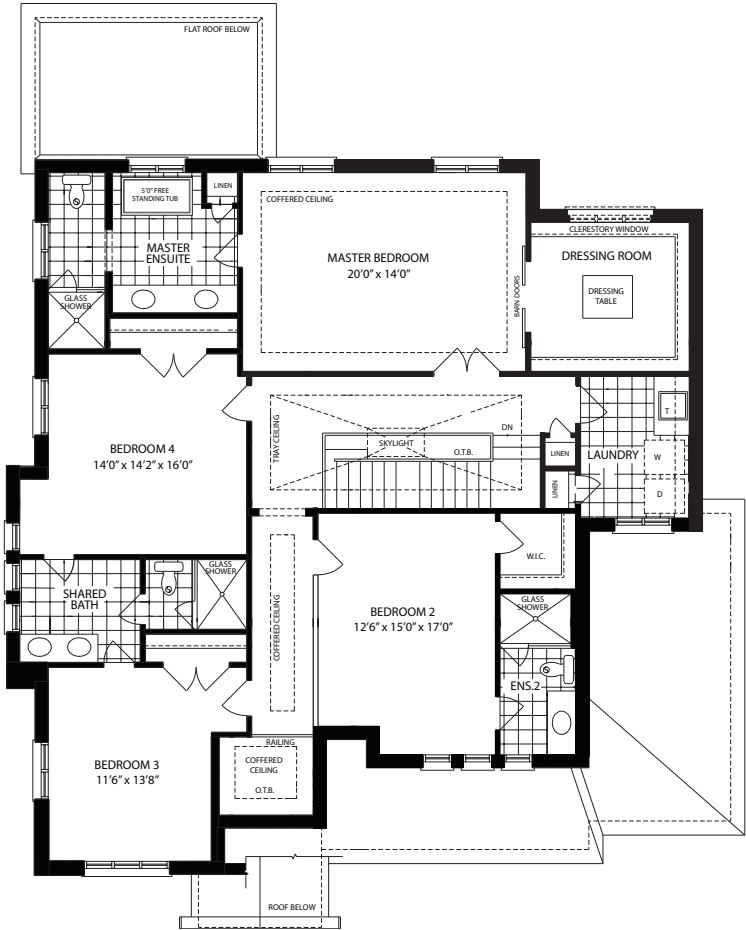 FLAT ROOF BELOW
5'0" FREE
STANDING TUB
LINEN
COFFERED CEILING
MASTER
ENSUITE
MASTER BEDROOM
20'0" x 14'0"
CLERESTORY WINDOW
DRESSING ROOM
DRESSING
TABLE
BARN DOORS
GLASS
SHOWER
BEDROOM 4
14'0" x 14'2" x 16'0"
TRAY CEILING
SKYLIGHT
DN
O.T.B.
LINEN
LINEN
LAUNDRY
T
W
D
W.I.C.
GLASS
SHOWER
SHARED
BATH
COFFERED CEILING
BEDROOM 2
12'6" x 15'0" x 17'0"
GLASS
SHOWER
ENS.2
BEDROOM 3
11'6" x 13'8"
RAILING
COFFERED
CEILING
O.T.B.
ROOF BELOW